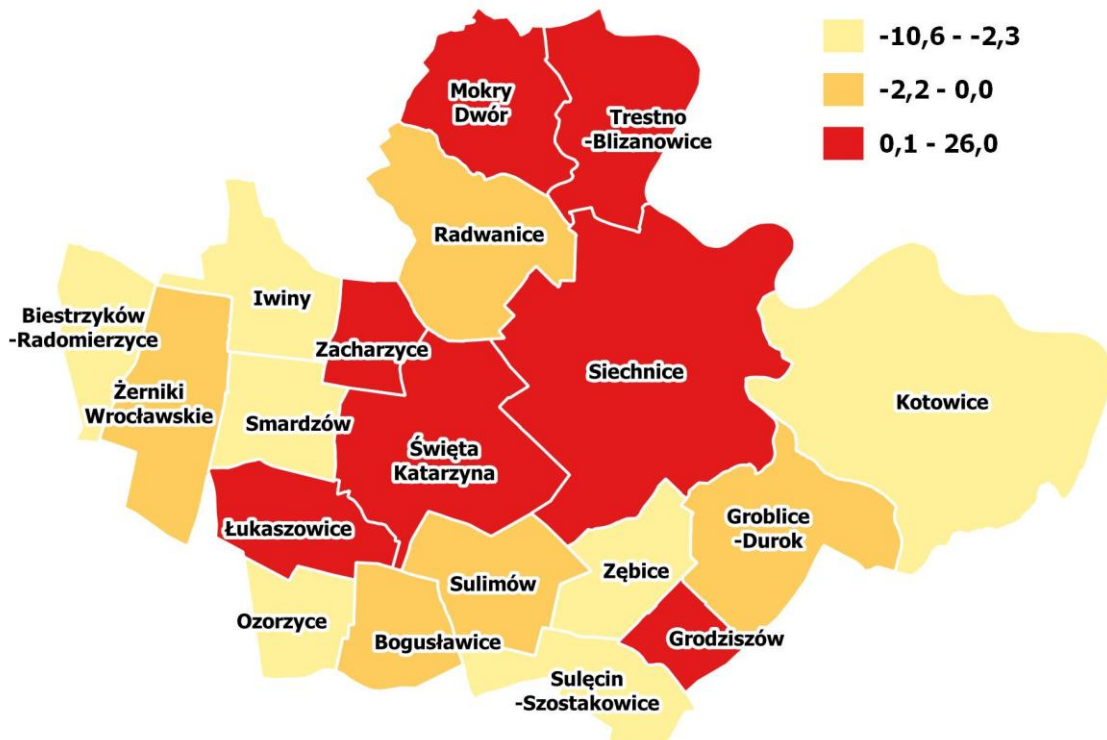 -10,6 - -2,3
-2,2 - 0,0
0,1 - 26,0
Mokry
Dwór
Trestno
-Blizanowice
Radwanice
Iwiny
Biestrzyków
-Radomierzyce
Zacharzyce
Siechnice
Żerniki
Wrocławskie
Kotowice
Smardzów
Święta
Katarzyna
Łukaszowice
Groblice
-Durok
Zębice
Sulimów
Ozorzyce
Bogusławice
Grodziszów
Sulęcin
-Szostakowice